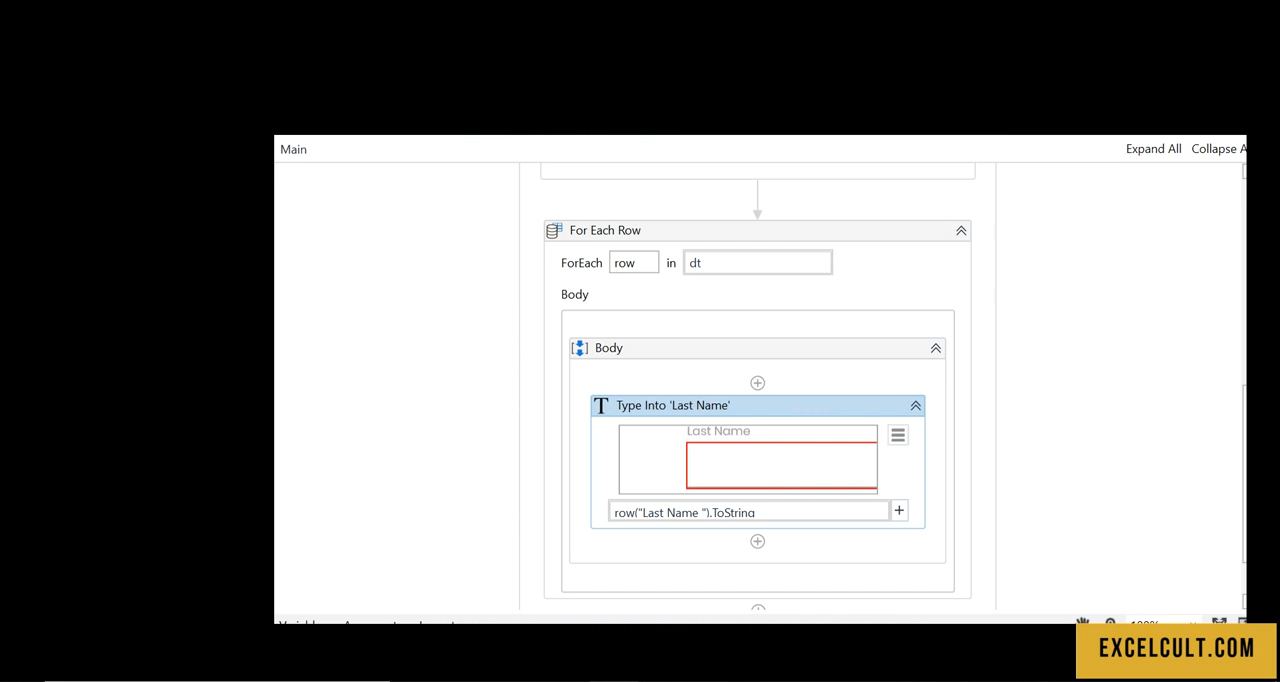 Main
Expand All Collapse A
For Each Row
ForEach row in dt
Body
Body
T Type Into 'Last Name'
Last Name
row("Last Name ").ToString
+
EXCELCULT.COM